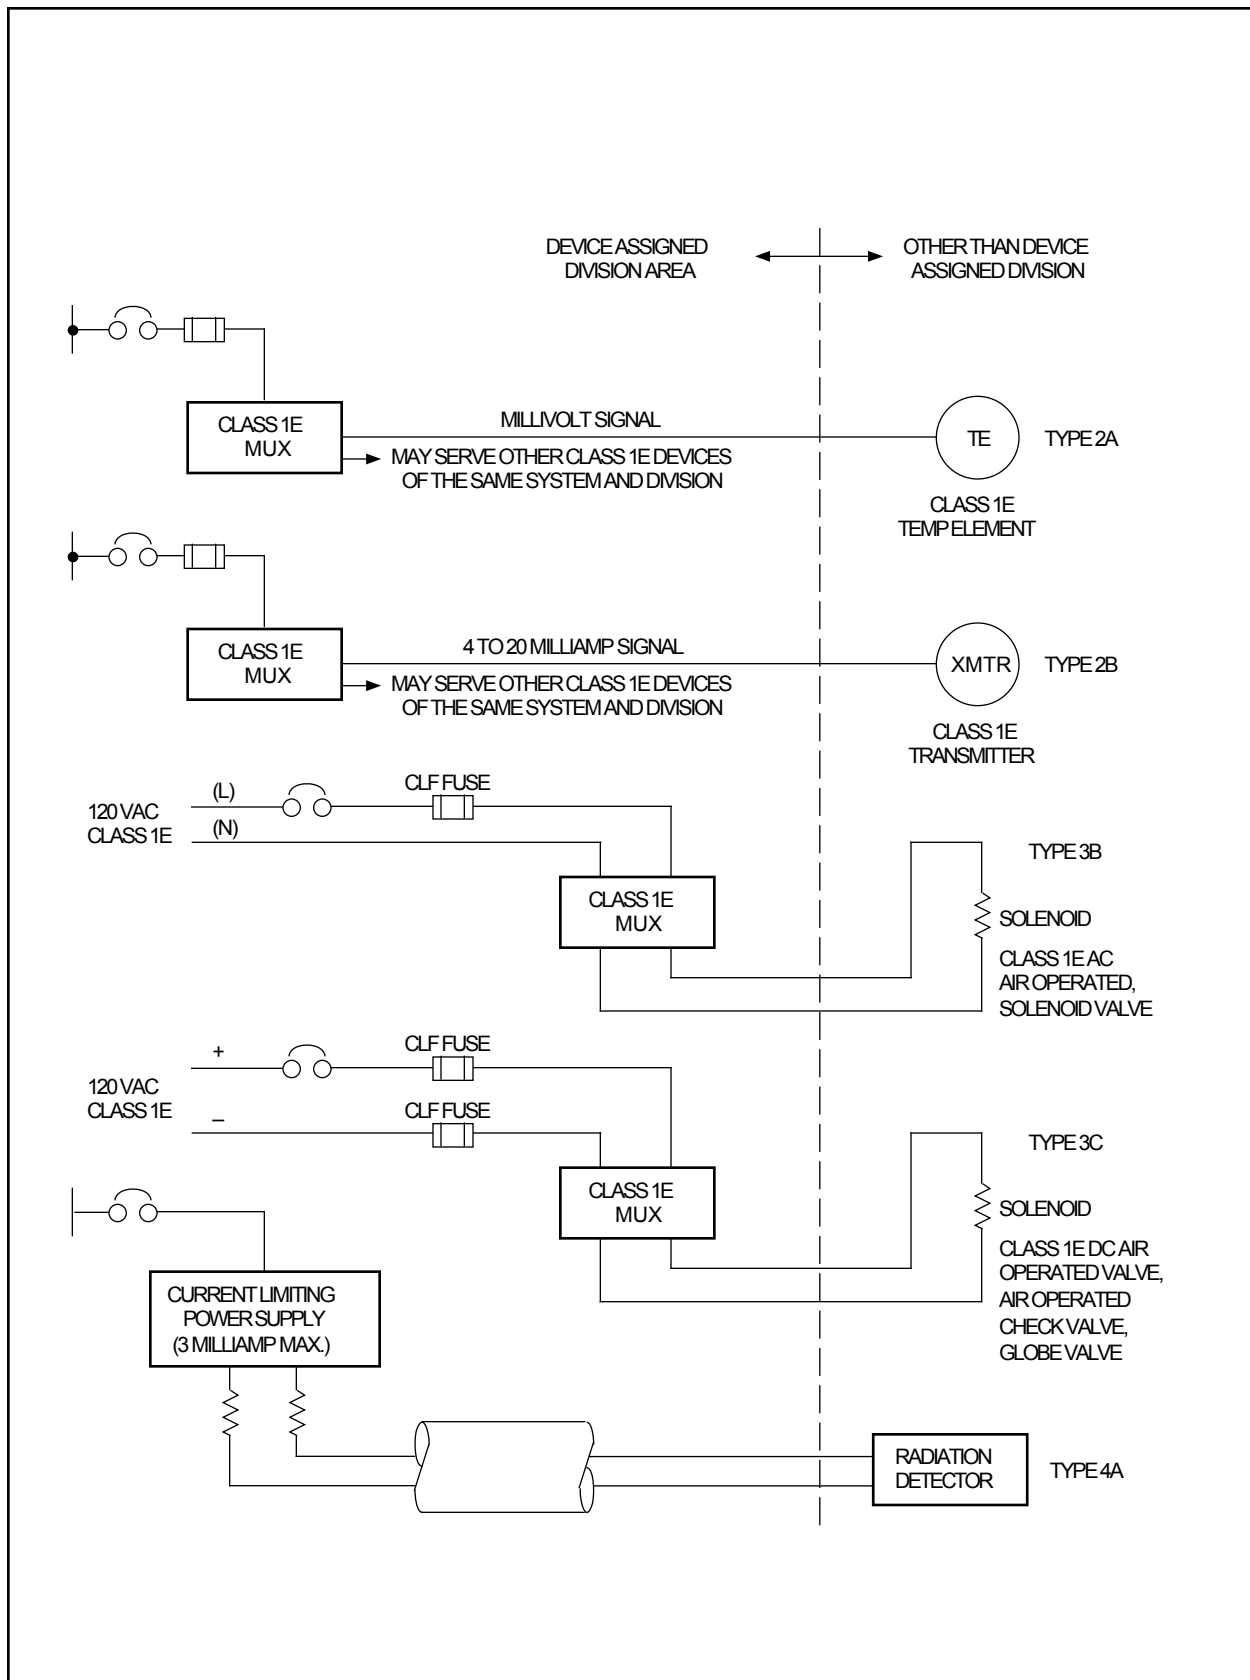 DEVICE ASSIGNED
DIVISION AREA
OTHER THAN DEVICE
ASSIGNED DIVISION
CLASS 1E
MUX
MILLIVOLT SIGNAL
MAY SERVE OTHER CLASS 1E DEVICES
OF THE SAME SYSTEM AND DIVISION
TE
TYPE 2A
CLASS 1E
TEMP ELEMENT
CLASS 1E
MUX
4 TO 20 MILLIAMP SIGNAL
MAY SERVE OTHER CLASS 1E DEVICES
OF THE SAME SYSTEM AND DIVISION
XMTR
TYPE 2B
CLASS 1E
TRANSMITTER
120 VAC
CLASS 1E
(L)
(N)
CLF FUSE
CLASS 1E
MUX
TYPE 3B
SOLENOID
CLASS 1E AC
AIR OPERATED,
SOLENOID VALVE
120 VAC
CLASS 1E
+
–
CLF FUSE
CLF FUSE
CLASS 1E
MUX
TYPE 3C
SOLENOID
CLASS 1E DC AIR
OPERATED VALVE,
AIR OPERATED
CHECK VALVE,
GLOBE VALVE
CURRENT LIMITING
POWER SUPPLY
(3 MILLIAMP MAX.)
RADIATION
DETECTOR
TYPE 4A